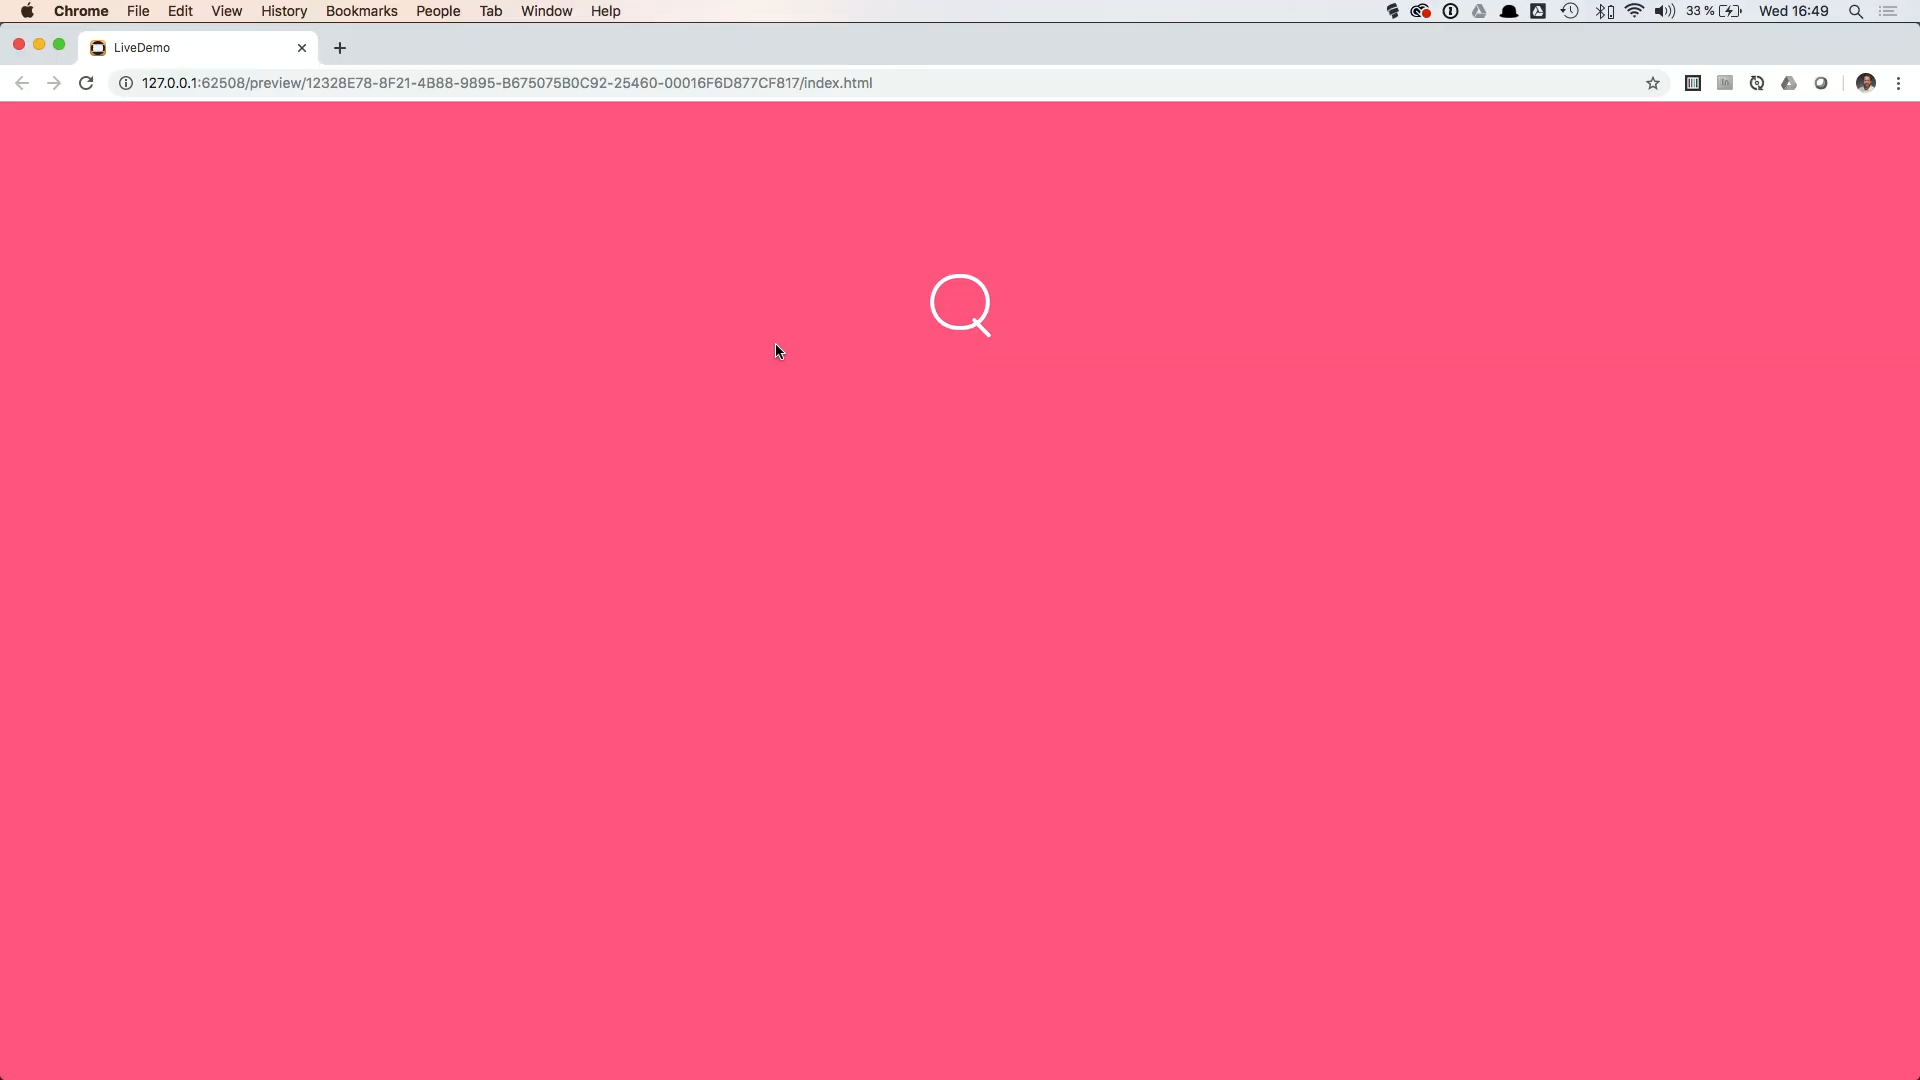 Chrome File Edit View History Bookmarks People Tab Window Help 33 % Wed 16:49
LiveDemo
127.0.0.1:62508/preview/12328E78-8F21-4B88-9895-B675075B0C92-25460-00016F6D877CF817/index.html